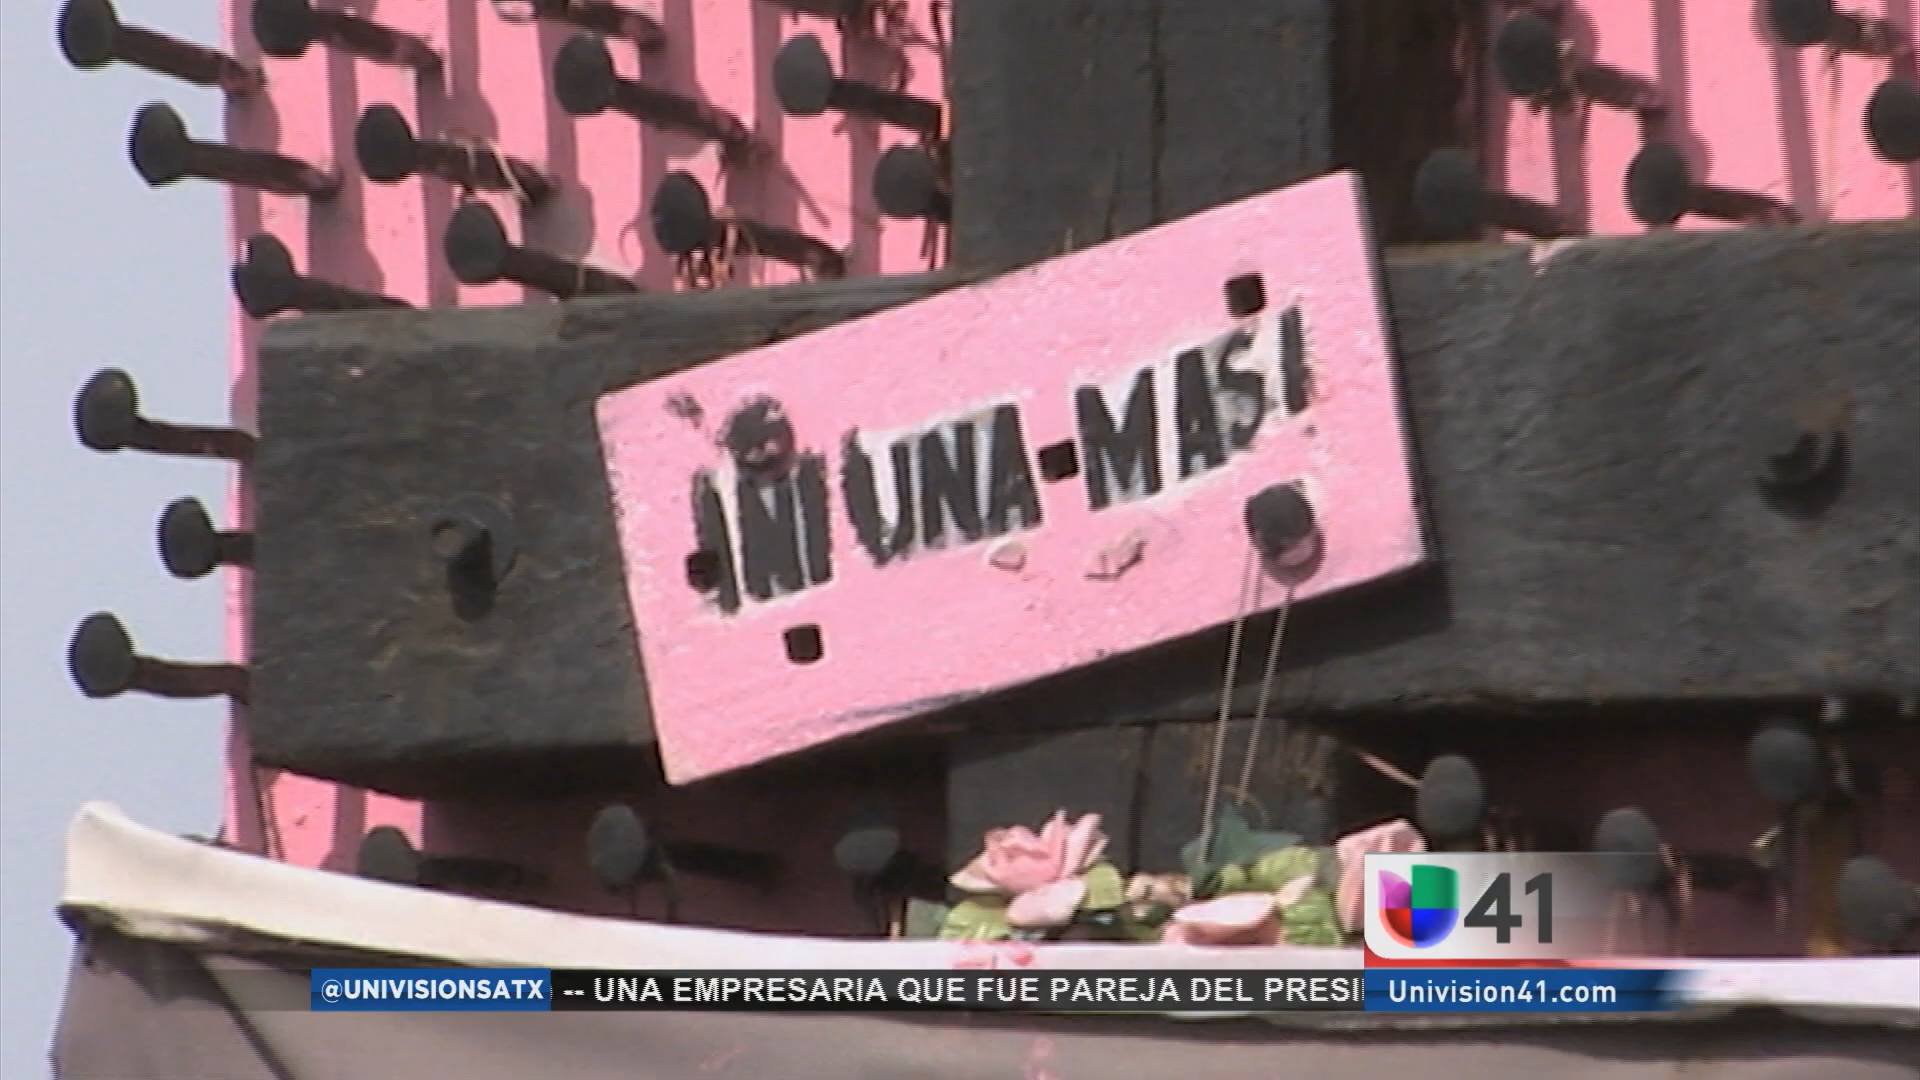 ¡NI UNA MAS!
41
@UNIVISIONSATX -- UNA EMPRESARIA QUE FUE PAREJA DEL PRESI
Univision41.com